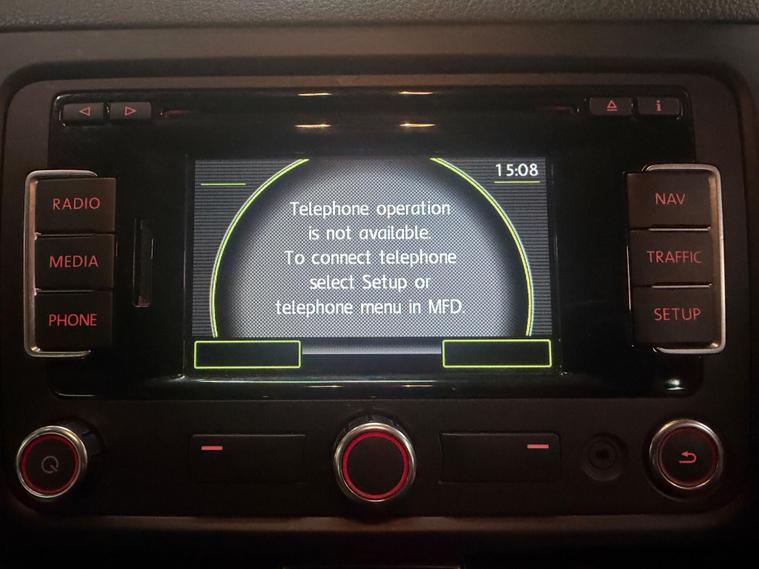 15:08
RADIO
MEDIA
PHONE
Telephone operation
is not available.
To connect telephone
select Setup or
telephone menu in MFD.
NAV
TRAFFIC
SETUP